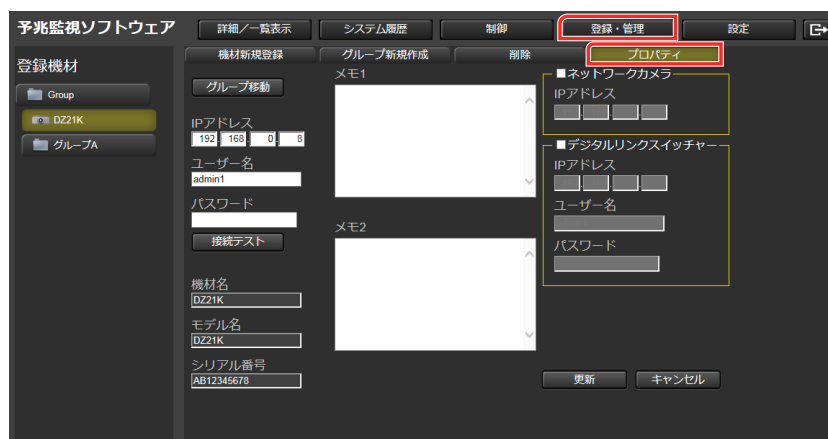 予兆監視ソフトウェア
詳細／一覧表示
システム履歴
制御
登録・管理
設定
機材新規登録
グループ新規作成
削除
プロパティ
登録機材
Group
DZ21K
グループA
グループ移動
IPアドレス
192 . 168 . 0 . 8
ユーザー名
admin1
パスワード
接続テスト
機材名
DZ21K
モデル名
DZ21K
シリアル番号
AB12345678
メモ1
メモ2
■ネットワークカメラ
IPアドレス
■デジタルリンクスイッチャー
IPアドレス
ユーザー名
パスワード
更新
キャンセル